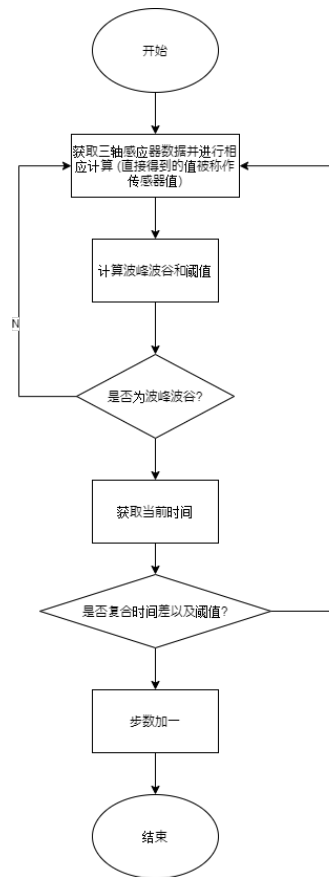 开始
获取三轴感应器数据并进行相
应计算 (直接得到的值被称作
传感器值)
计算波峰波谷和阈值
N
是否为波峰波谷?
获取当前时间
是否复合时间差以及阈值?
步数加一
结束